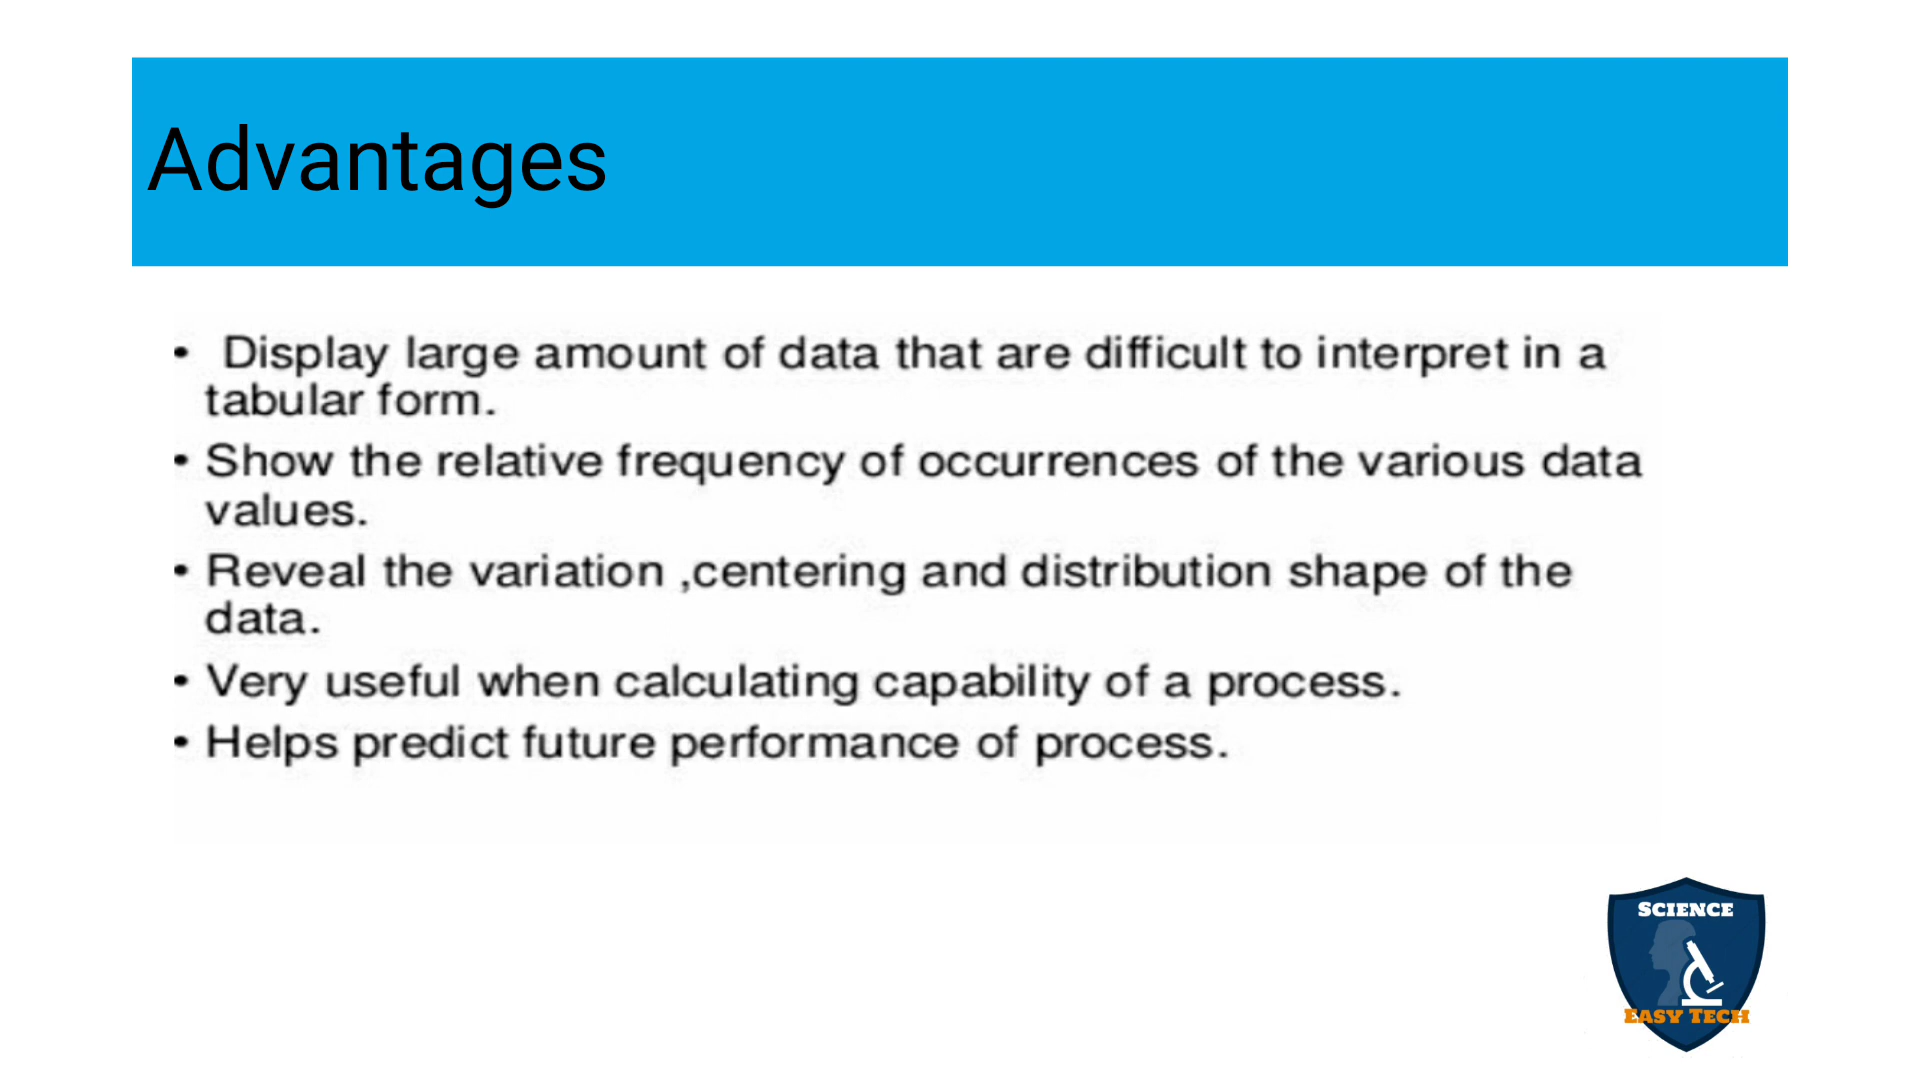 Advantages
• Display large amount of data that are difficult to interpret in a
tabular form.
• Show the relative frequency of occurrences of the various data
values.
• Reveal the variation ,centering and distribution shape of the
data.
• Very useful when calculating capability of a process.
• Helps predict future performance of process.
SCIENCE
EASY TECH